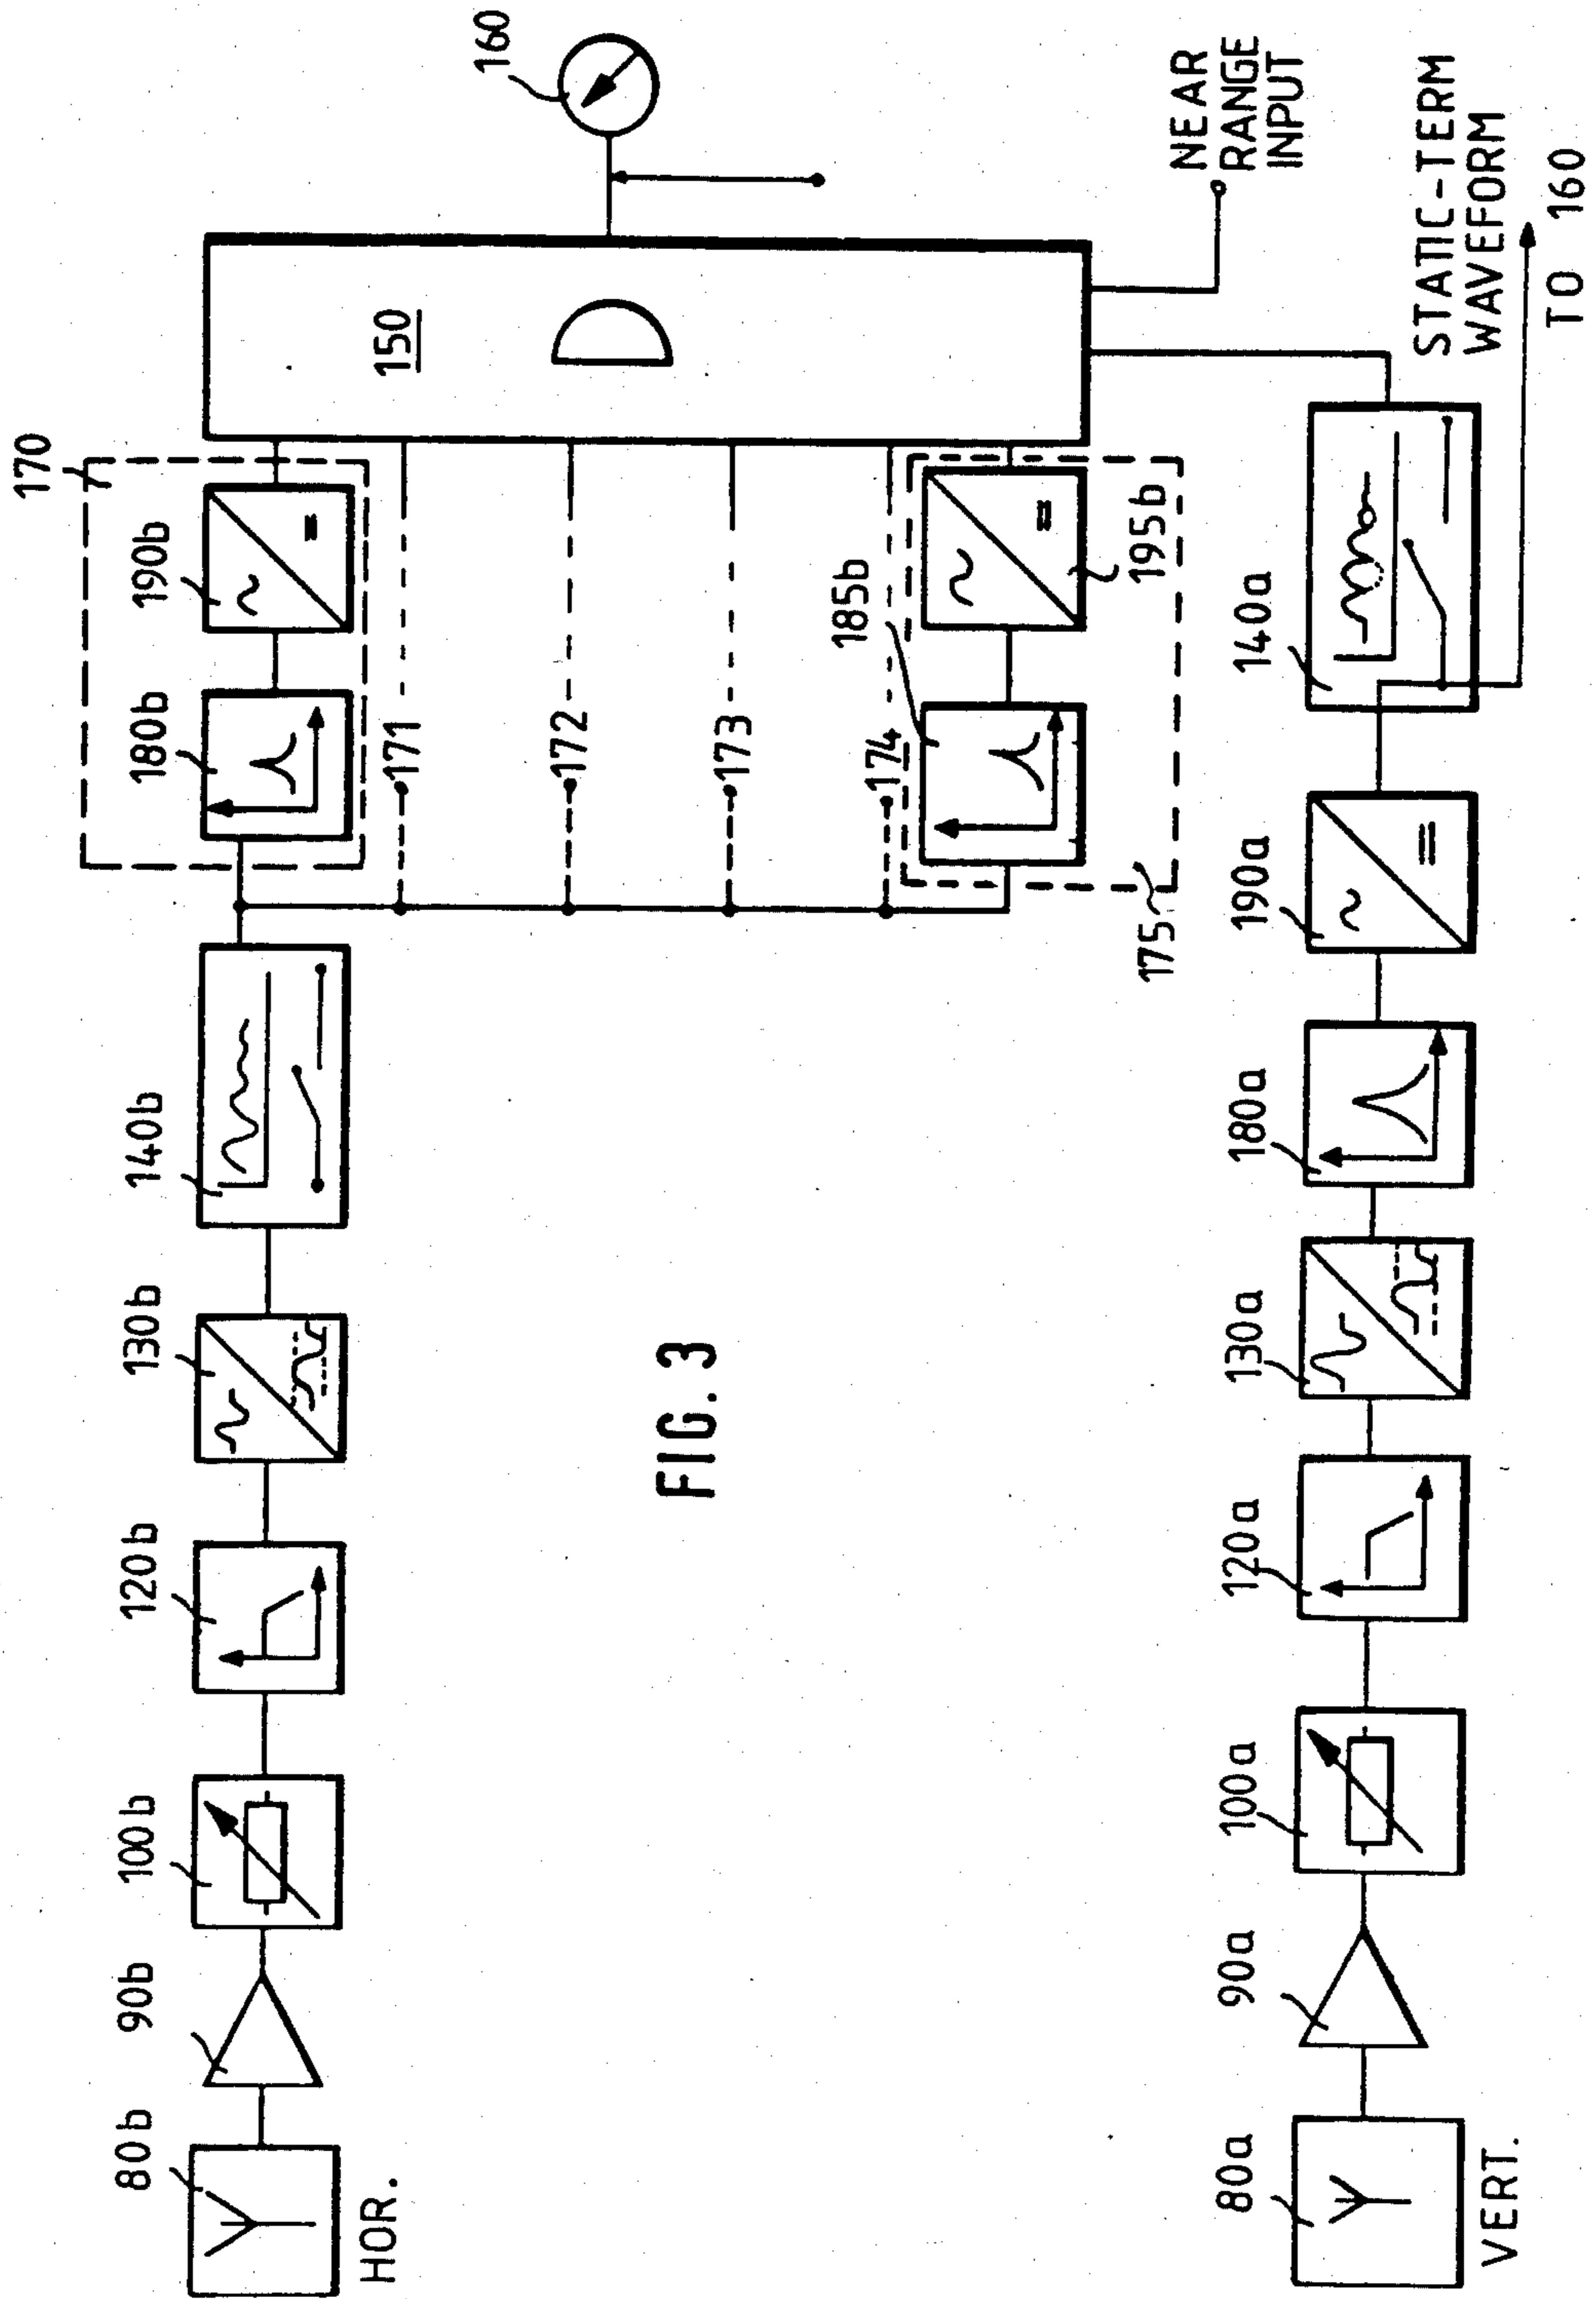 80b
HOR.
90b
100b
120b
130b
140b
170
180b
190b
171
172
173
174
185b
195b
175
150
160
NEAR
RANGE
INPUT
FIG. 3
80a
VERT.
90a
100a
120a
130a
180a
190a
140a
STATIC-TERM
WAVEFORM
TO 160